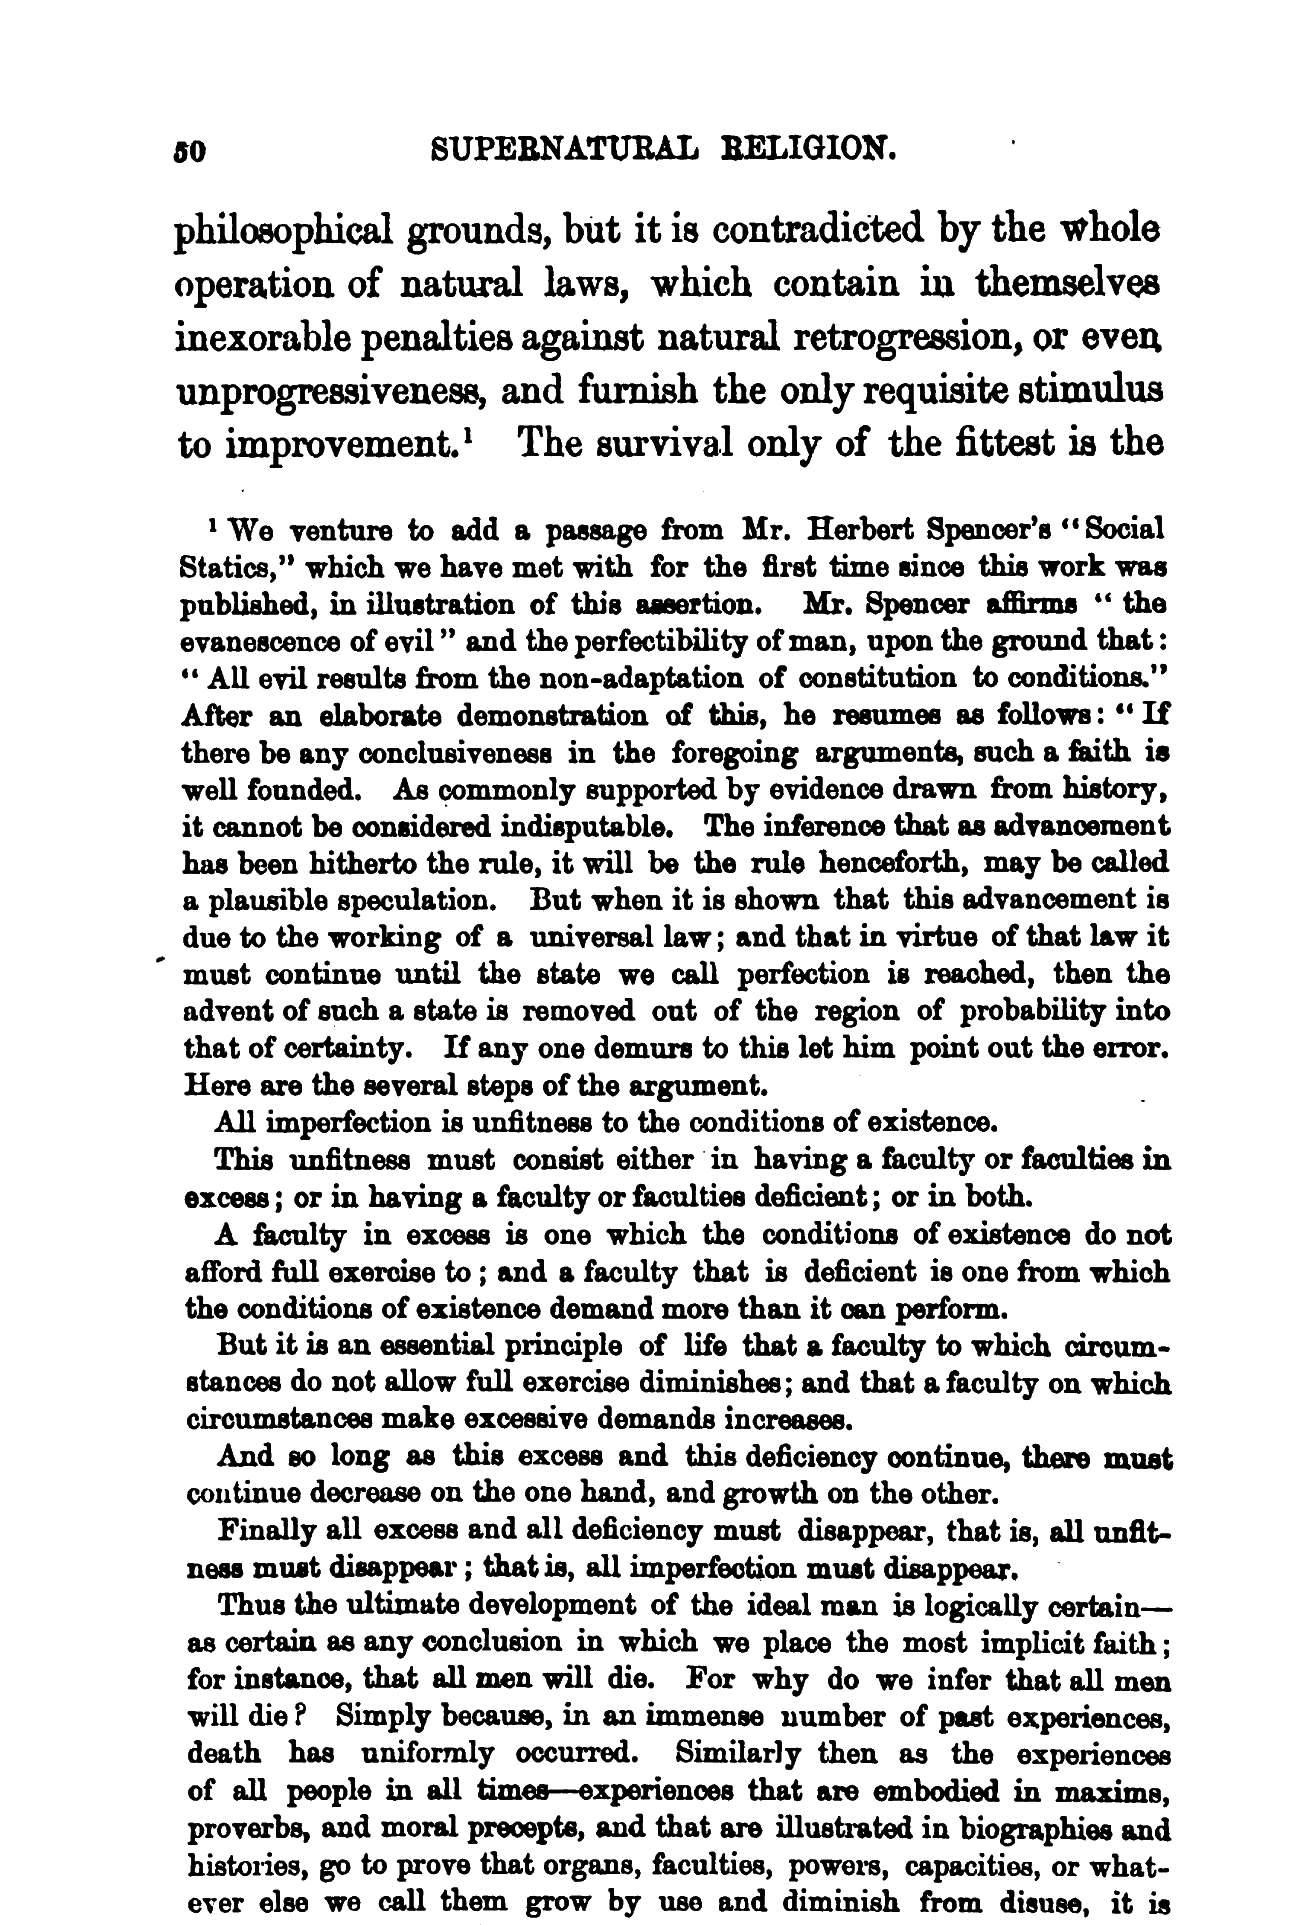 50 SUPERNATURAL RELIGION.
philosophical grounds, but it is contradicted by the whole
operation of natural laws, which contain in themselves
inexorable penalties against natural retrogression, or even
unprogressiveness, and furnish the only requisite stimulus
to improvement.¹ The survival only of the fittest is the
¹ We venture to add a passage from Mr. Herbert Spencer's “Social
Statics,” which we have met with for the first time since this work was
published, in illustration of this assertion. Mr. Spencer affirms “ the
evanescence of evil ” and the perfectibility of man, upon the ground that :
“ All evil results from the non-adaptation of constitution to conditions.”
After an elaborate demonstration of this, he resumes as follows: “ If
there be any conclusiveness in the foregoing arguments, such a faith is
well founded. As commonly supported by evidence drawn from history,
it cannot be considered indisputable. The inference that as advancement
has been hitherto the rule, it will be the rule henceforth, may be called
a plausible speculation. But when it is shown that this advancement is
due to the working of a universal law; and that in virtue of that law it
must continue until the state we call perfection is reached, then the
advent of such a state is removed out of the region of probability into
that of certainty. If any one demurs to this let him point out the error.
Here are the several steps of the argument.
All imperfection is unfitness to the conditions of existence.
This unfitness must consist either in having a faculty or faculties in
excess; or in having a faculty or faculties deficient; or in both.
A faculty in excess is one which the conditions of existence do not
afford full exercise to ; and a faculty that is deficient is one from which
the conditions of existence demand more than it can perform.
But it is an essential principle of life that a faculty to which circum-
stances do not allow full exercise diminishes; and that a faculty on which
circumstances make excessive demands increases.
And so long as this excess and this deficiency continue, there must
continue decrease on the one hand, and growth on the other.
Finally all excess and all deficiency must disappear, that is, all unfit-
ness must disappear ; that is, all imperfection must disappear.
Thus the ultimate development of the ideal man is logically certain—
as certain as any conclusion in which we place the most implicit faith ;
for instance, that all men will die. For why do we infer that all men
will die ? Simply because, in an immense number of past experiences,
death has uniformly occurred. Similarly then as the experiences
of all people in all times—experiences that are embodied in maxims,
proverbs, and moral precepts, and that are illustrated in biographies and
histories, go to prove that organs, faculties, powers, capacities, or what-
ever else we call them grow by use and diminish from disuse, it is